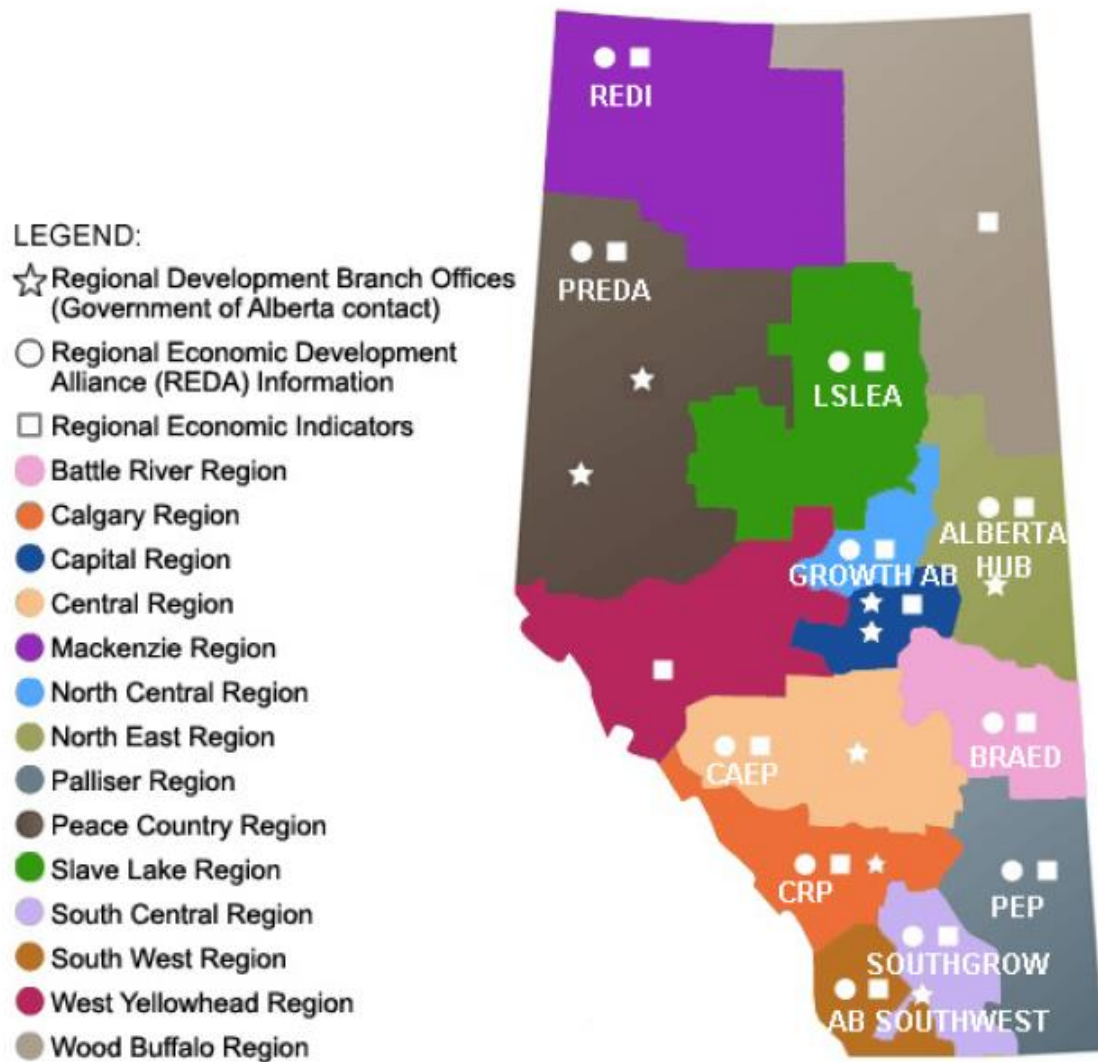 LEGEND:
Regional Development Branch Offices
(Government of Alberta contact)
Regional Economic Development
Alliance (REDA) Information
Regional Economic Indicators
Battle River Region
Calgary Region
Capital Region
Central Region
Mackenzie Region
North Central Region
North East Region
Palliser Region
Peace Country Region
Slave Lake Region
South Central Region
South West Region
West Yellowhead Region
Wood Buffalo Region
REDI
PREDA
LSLEA
ALBERTA
HUB
GROWTH AB
BRAED
CAEP
CRP
PEP
SOUTHGROW
AB SOUTHWEST